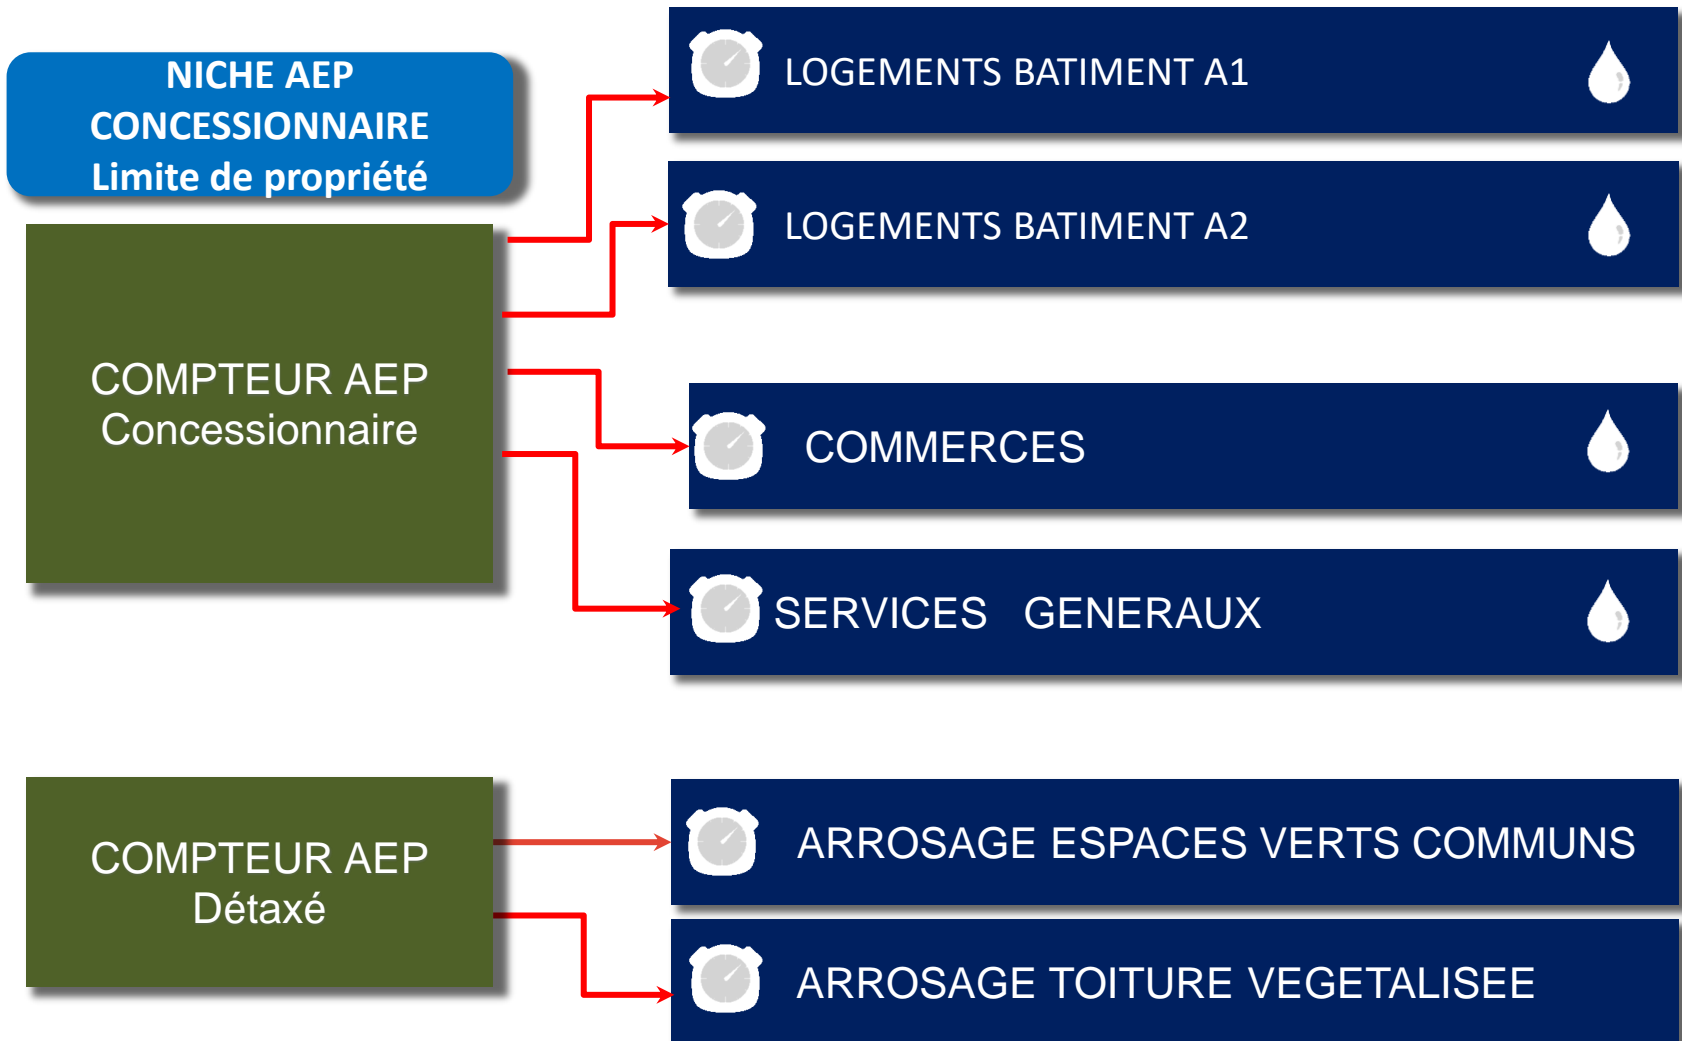 NICHE AEP
CONCESSIONNAIRE
Limite de propriété
COMPTEUR AEP
Concessionnaire
LOGEMENTS BATIMENT A1
LOGEMENTS BATIMENT A2
COMMERCES
SERVICES GENERAUX
COMPTEUR AEP
Détaxé
ARROSAGE ESPACES VERTS COMMUNS
ARROSAGE TOITURE VEGETALISEE